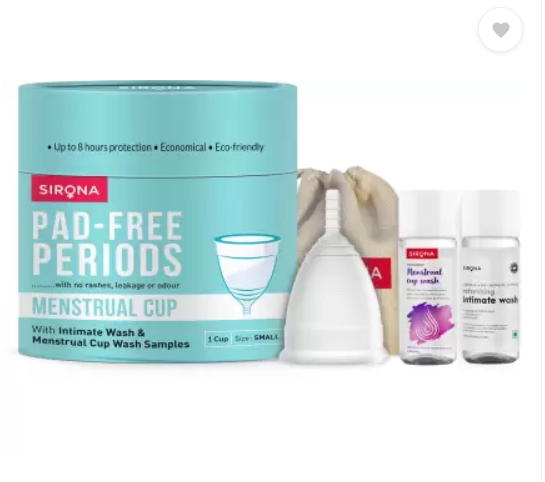 SIRONA
• Up to 8 hours protection • Economical • Eco-friendly
SIRONA
PAD-FREE
PERIODS
...........with no rashes, leakage or odour
MENSTRUAL CUP
With Intimate Wash &
Menstrual Cup Wash Samples
1 Cup Size: SMALL
A
SIRONA
Menstrual
cup wash
SIRONA
intimate wash